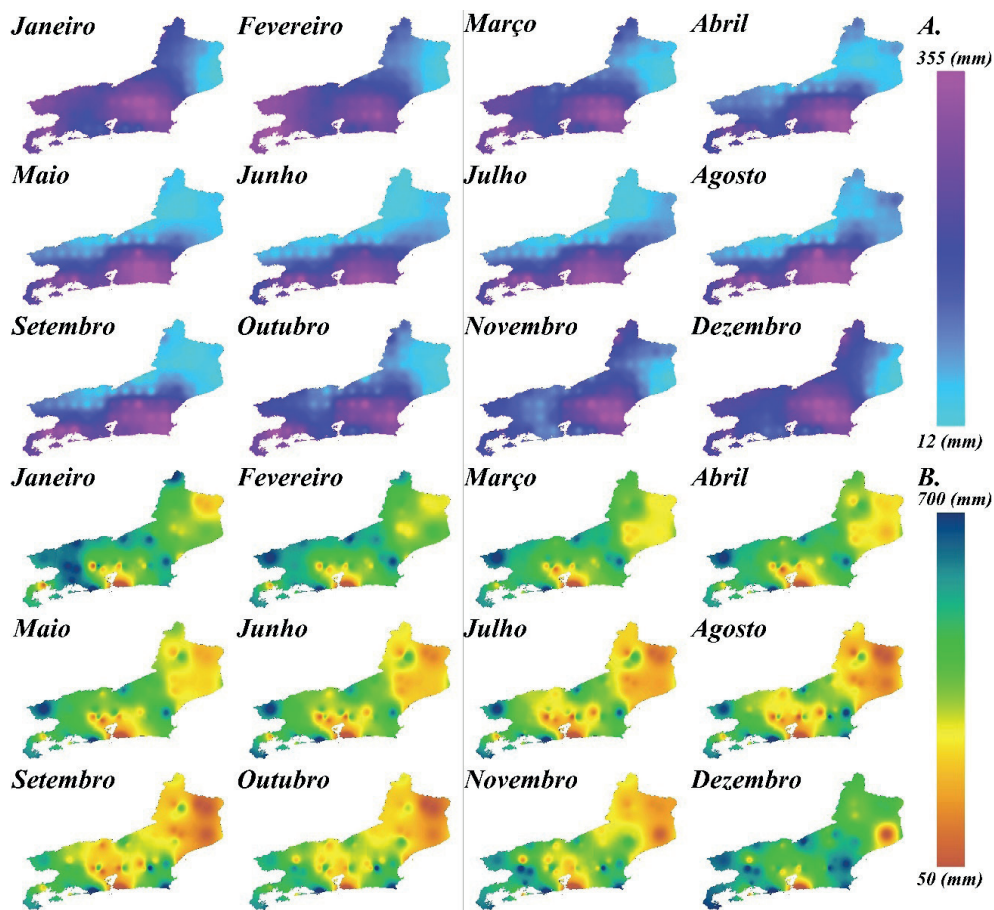 Janeiro Fevereiro Março Abril A.
355 (mm)
Maio Junho Julho Agosto
Setembro Outubro Novembro Dezembro
12 (mm)
Janeiro Fevereiro Março Abril B.
700 (mm)
Maio Junho Julho Agosto
Setembro Outubro Novembro Dezembro
50 (mm)